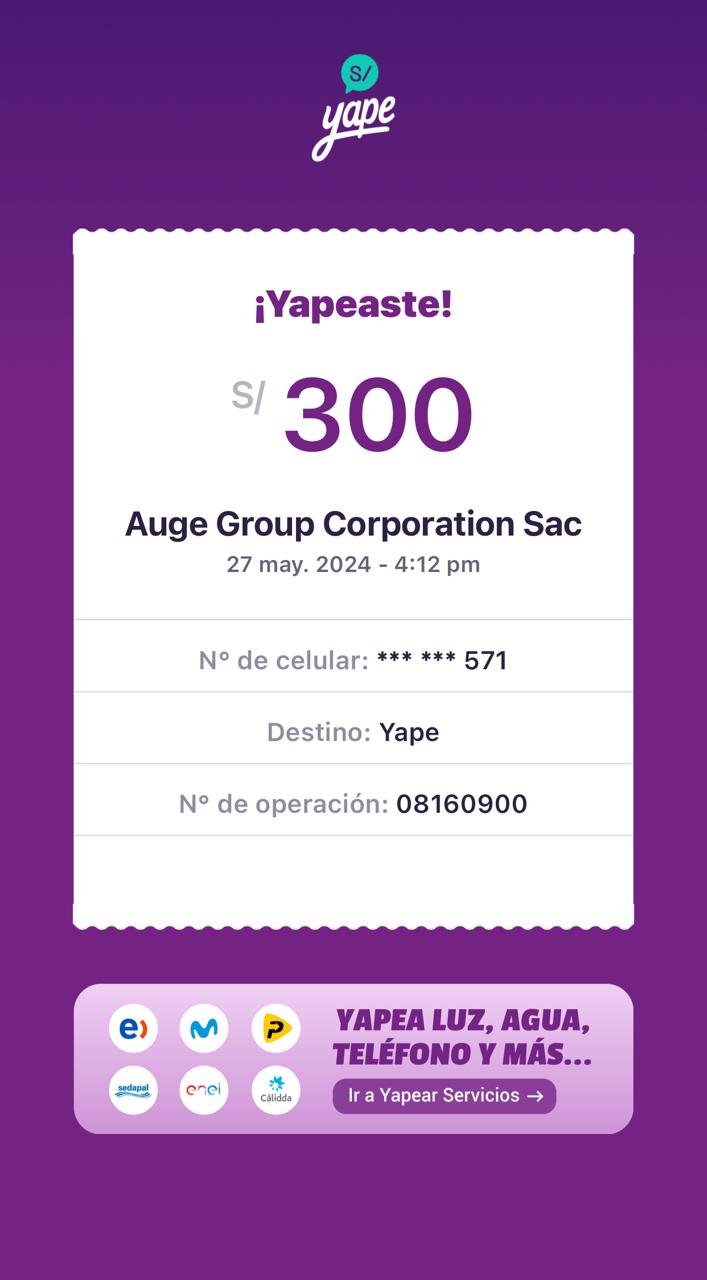 S/
yape
¡Yapeaste!
S/ 300
Auge Group Corporation Sac
27 may. 2024 - 4:12 pm
N° de celular: *** *** 571
Destino: Yape
N° de operación: 08160900
e)
P
YAPEA LUZ, AGUA,
TELÉFONO Y MÁS...
sedapal
enel
Cálidda
Ir a Yapear Servicios →